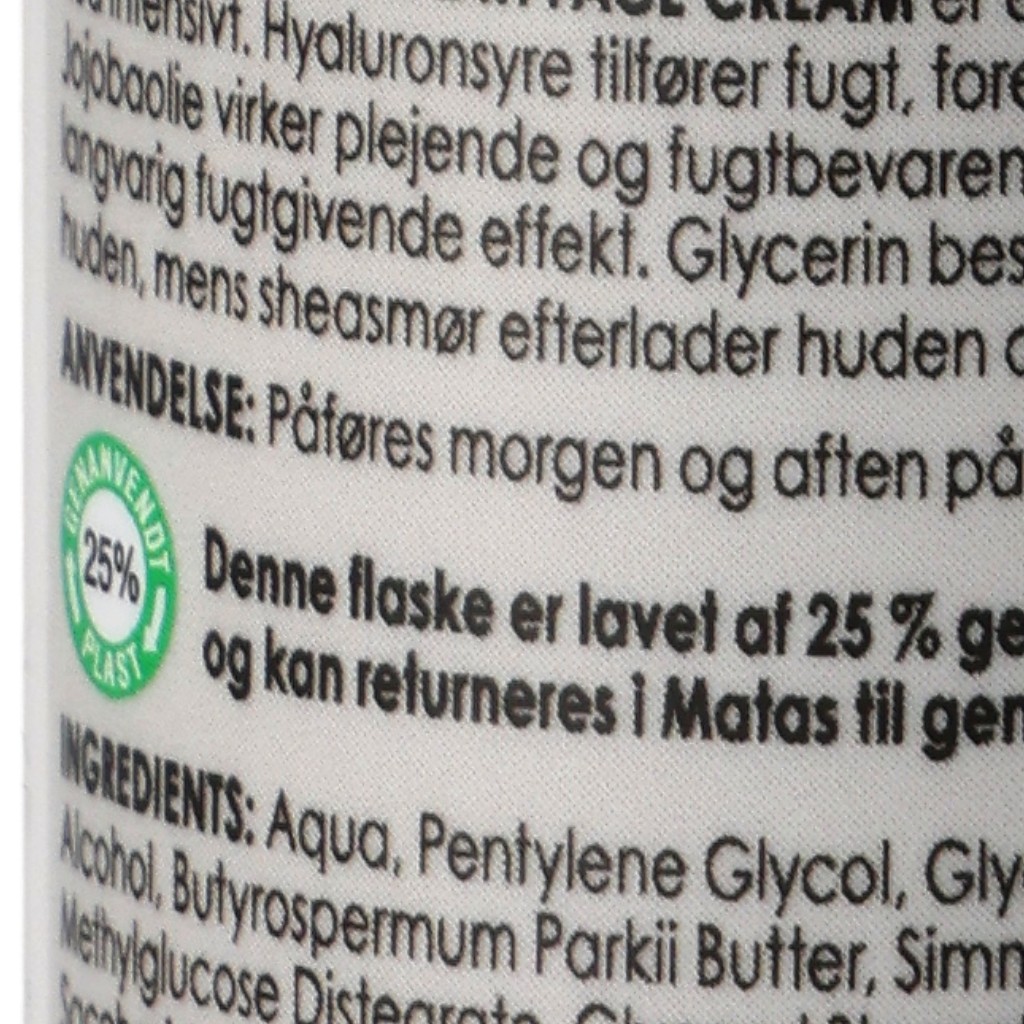 CREAM er
Hyaluronsyre tilfører fugt, fore
Jojobaolie virker plejende og fugtbevaren
langvarig fugtgivende effekt. Glycerin bes
huden, mens sheasmør efterlader huden
ANVENDELSE: Påføres morgen og aften på
GENANVENDT
25%
PLAST
Denne flaske er lavet af 25 % ge
og kan returneres i Matas til gen
INGREDIENTS: Aqua, Pentylene Glycol, Gly
Alcohol, Butyrospermum Parkii Butter, Simm
Methylglucose Distearate,